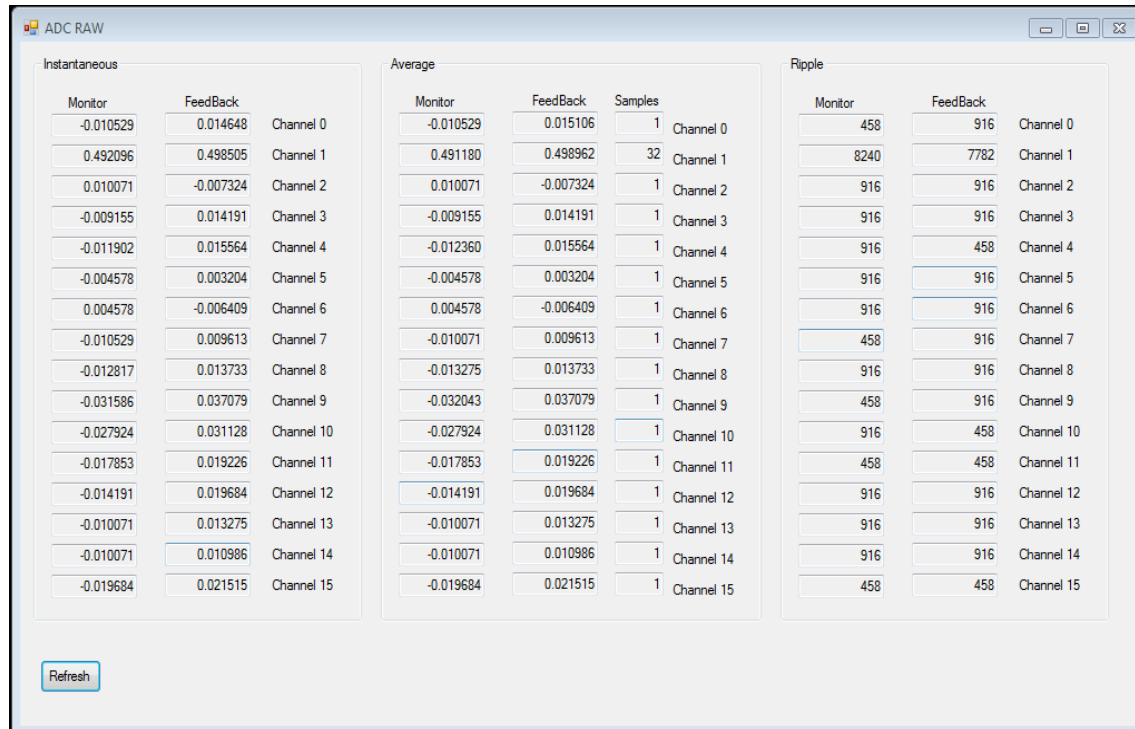 ADC RAW
Instantaneous
Monitor FeedBack
-0.010529 0.014648 Channel 0
0.492096 0.498505 Channel 1
0.010071 -0.007324 Channel 2
-0.009155 0.014191 Channel 3
-0.011902 0.015564 Channel 4
-0.004578 0.003204 Channel 5
0.004578 -0.006409 Channel 6
-0.010529 0.009613 Channel 7
-0.012817 0.013733 Channel 8
-0.031586 0.037079 Channel 9
-0.027924 0.031128 Channel 10
-0.017853 0.019226 Channel 11
-0.014191 0.019684 Channel 12
-0.010071 0.013275 Channel 13
-0.010071 0.010986 Channel 14
-0.019684 0.021515 Channel 15
Average
Monitor FeedBack Samples
-0.010529 0.015106 1 Channel 0
0.491180 0.498962 32 Channel 1
0.010071 -0.007324 1 Channel 2
-0.009155 0.014191 1 Channel 3
-0.012360 0.015564 1 Channel 4
-0.004578 0.003204 1 Channel 5
0.004578 -0.006409 1 Channel 6
-0.010071 0.009613 1 Channel 7
-0.013275 0.013733 1 Channel 8
-0.032043 0.037079 1 Channel 9
-0.027924 0.031128 1 Channel 10
-0.017853 0.019226 1 Channel 11
-0.014191 0.019684 1 Channel 12
-0.010071 0.013275 1 Channel 13
-0.010071 0.010986 1 Channel 14
-0.019684 0.021515 1 Channel 15
Ripple
Monitor FeedBack
458 916 Channel 0
8240 7782 Channel 1
916 916 Channel 2
916 916 Channel 3
916 458 Channel 4
916 916 Channel 5
916 916 Channel 6
458 916 Channel 7
916 916 Channel 8
458 916 Channel 9
916 458 Channel 10
458 458 Channel 11
916 916 Channel 12
916 916 Channel 13
916 916 Channel 14
458 458 Channel 15
Refresh